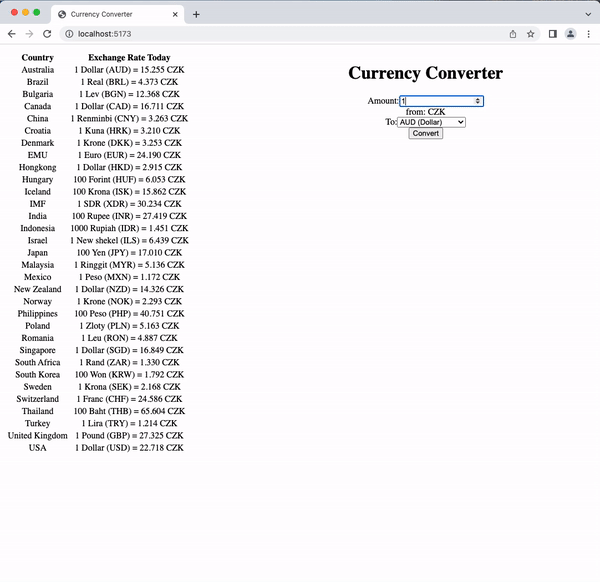 Currency Converter
localhost:5173
Country Exchange Rate Today
Australia 1 Dollar (AUD) = 15.255 CZK
Brazil 1 Real (BRL) = 4.373 CZK
Bulgaria 1 Lev (BGN) = 12.368 CZK
Canada 1 Dollar (CAD) = 16.711 CZK
China 1 Renminbi (CNY) = 3.263 CZK
Croatia 1 Kuna (HRK) = 3.210 CZK
Denmark 1 Krone (DKK) = 3.253 CZK
EMU 1 Euro (EUR) = 24.190 CZK
Hongkong 1 Dollar (HKD) = 2.915 CZK
Hungary 100 Forint (HUF) = 6.053 CZK
Iceland 100 Krona (ISK) = 15.862 CZK
IMF 1 SDR (XDR) = 30.234 CZK
India 100 Rupee (INR) = 27.419 CZK
Indonesia 1000 Rupiah (IDR) = 1.451 CZK
Israel 1 New shekel (ILS) = 6.439 CZK
Japan 100 Yen (JPY) = 17.010 CZK
Malaysia 1 Ringgit (MYR) = 5.136 CZK
Mexico 1 Peso (MXN) = 1.172 CZK
New Zealand 1 Dollar (NZD) = 14.326 CZK
Norway 1 Krone (NOK) = 2.293 CZK
Philippines 100 Peso (PHP) = 40.751 CZK
Poland 1 Zloty (PLN) = 5.163 CZK
Romania 1 Leu (RON) = 4.887 CZK
Singapore 1 Dollar (SGD) = 16.849 CZK
South Africa 1 Rand (ZAR) = 1.330 CZK
South Korea 100 Won (KRW) = 1.792 CZK
Sweden 1 Krona (SEK) = 2.168 CZK
Switzerland 1 Franc (CHF) = 24.586 CZK
Thailand 100 Baht (THB) = 65.604 CZK
Turkey 1 Lira (TRY) = 1.214 CZK
United Kingdom 1 Pound (GBP) = 27.325 CZK
USA 1 Dollar (USD) = 22.718 CZK
Currency Converter
Amount: 1
from: CZK
To: AUD (Dollar)
Convert